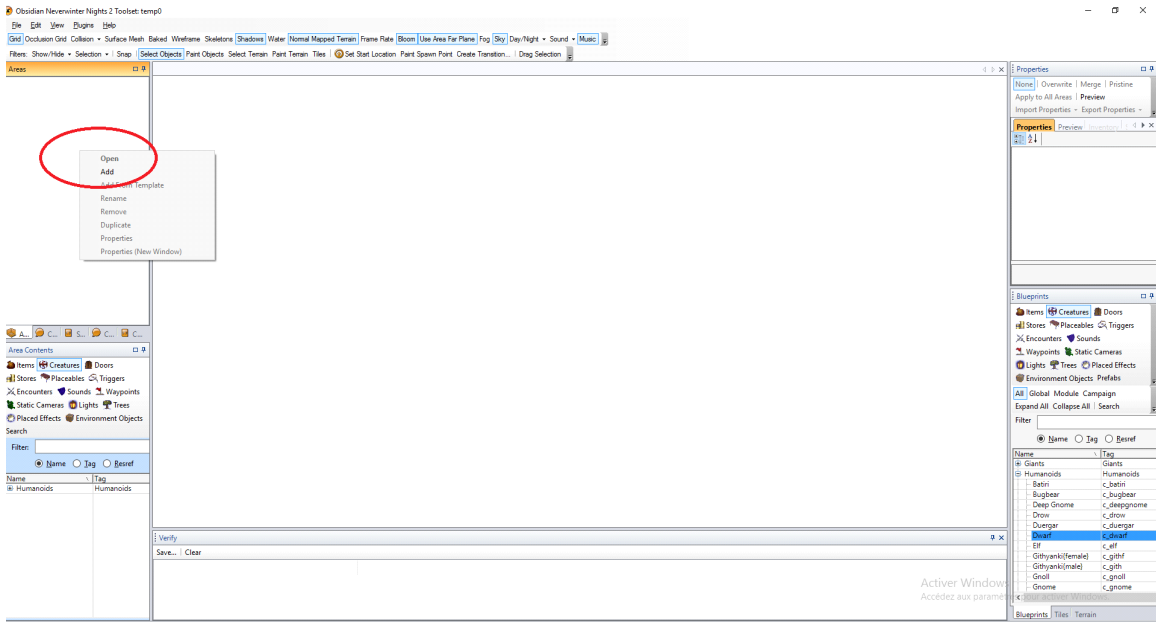 Obsidian Neverwinter Nights 2 Toolset: temp0
File Edit View Plugins Help
Grid Occlusion Grid Collision Surface Mesh Baked Wireframe Skeletons Shadows Water Normal Mapped Terrain Frame Rate Bloom Use Area Far Plane Fog Sky Day/Night Sound Music
Filters: Show/Hide Selection Snap Select Objects Paint Objects Select Terrain Paint Terrain Tiles Set Start Location Paint Spawn Point Create Transition... Drag Selection
Areas
Open
Add
Add From Template
Rename
Remove
Duplicate
Properties
Properties (New Window)
A... C... S... C... C...
Area Contents
Items Creatures Doors
Stores Placeables Triggers
Encounters Sounds Waypoints
Static Cameras Lights Trees
Placed Effects Environment Objects
Search
Filter:
Name Tag Resref
Name Tag
Humanoids Humanoids
Verify
Save... Clear
Properties
None Overwrite Merge Pristine
Apply to All Areas Preview
Import Properties Export Properties
Properties Preview Inventory
Blueprints
Items Creatures Doors
Stores Placeables Triggers
Encounters Sounds
Waypoints Static Cameras
Lights Trees Placed Effects
Environment Objects Prefabs
All Global Module Campaign
Expand All Collapse All Search
Filter
Name Tag Resref
Name Tag
Giants Giants
Humanoids Humanoids
Batiri c_batiri
Bugbear c_bugbear
Deep Gnome c_deepgnome
Drow c_drow
Duergar c_duergar
Dwarf c_dwarf
Elf c_elf
Githyanki{female} c_githf
Githyanki{male} c_gith
Gnoll c_gnoll
Gnome c_gnome
Blueprints Tiles Terrain
Activer Windows
Accédez aux paramètres pour activer Windows.